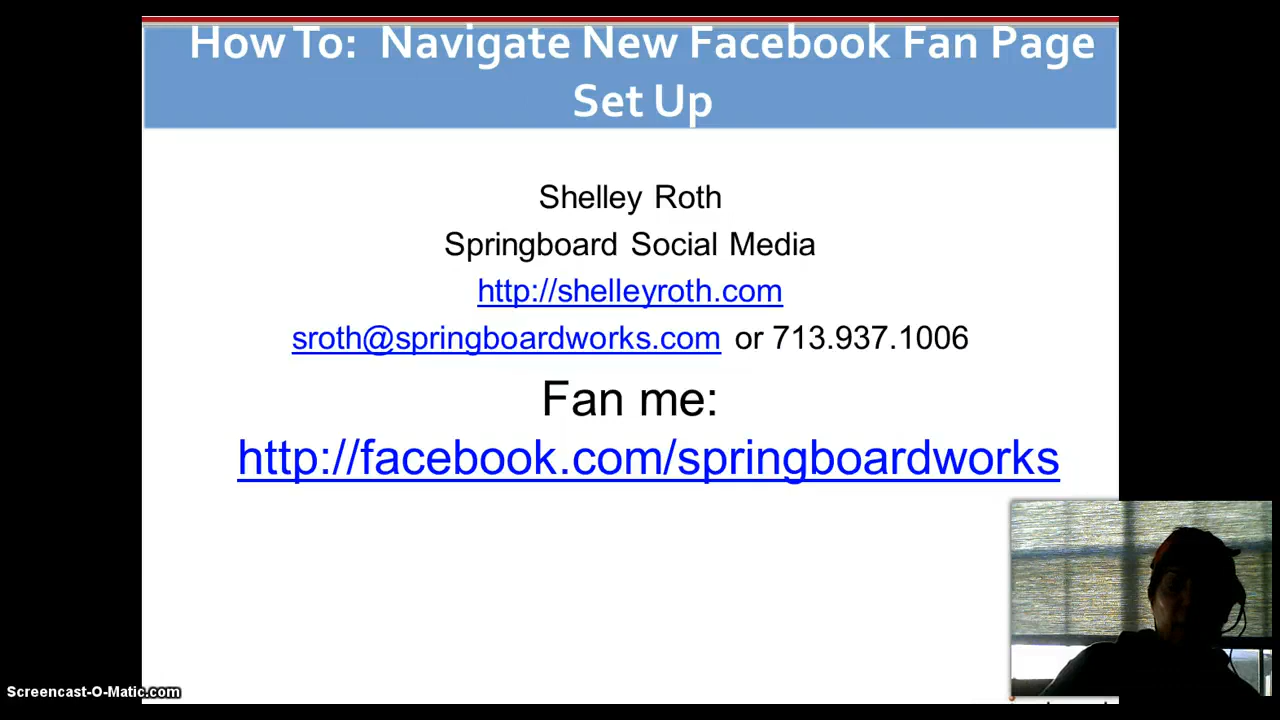 How To: Navigate New Facebook Fan Page
Set Up
Shelley Roth
Springboard Social Media
http://shelleyroth.com
sroth@springboardworks.com or 713.937.1006
Fan me:
http://facebook.com/springboardworks
Screencast-O-Matic.com